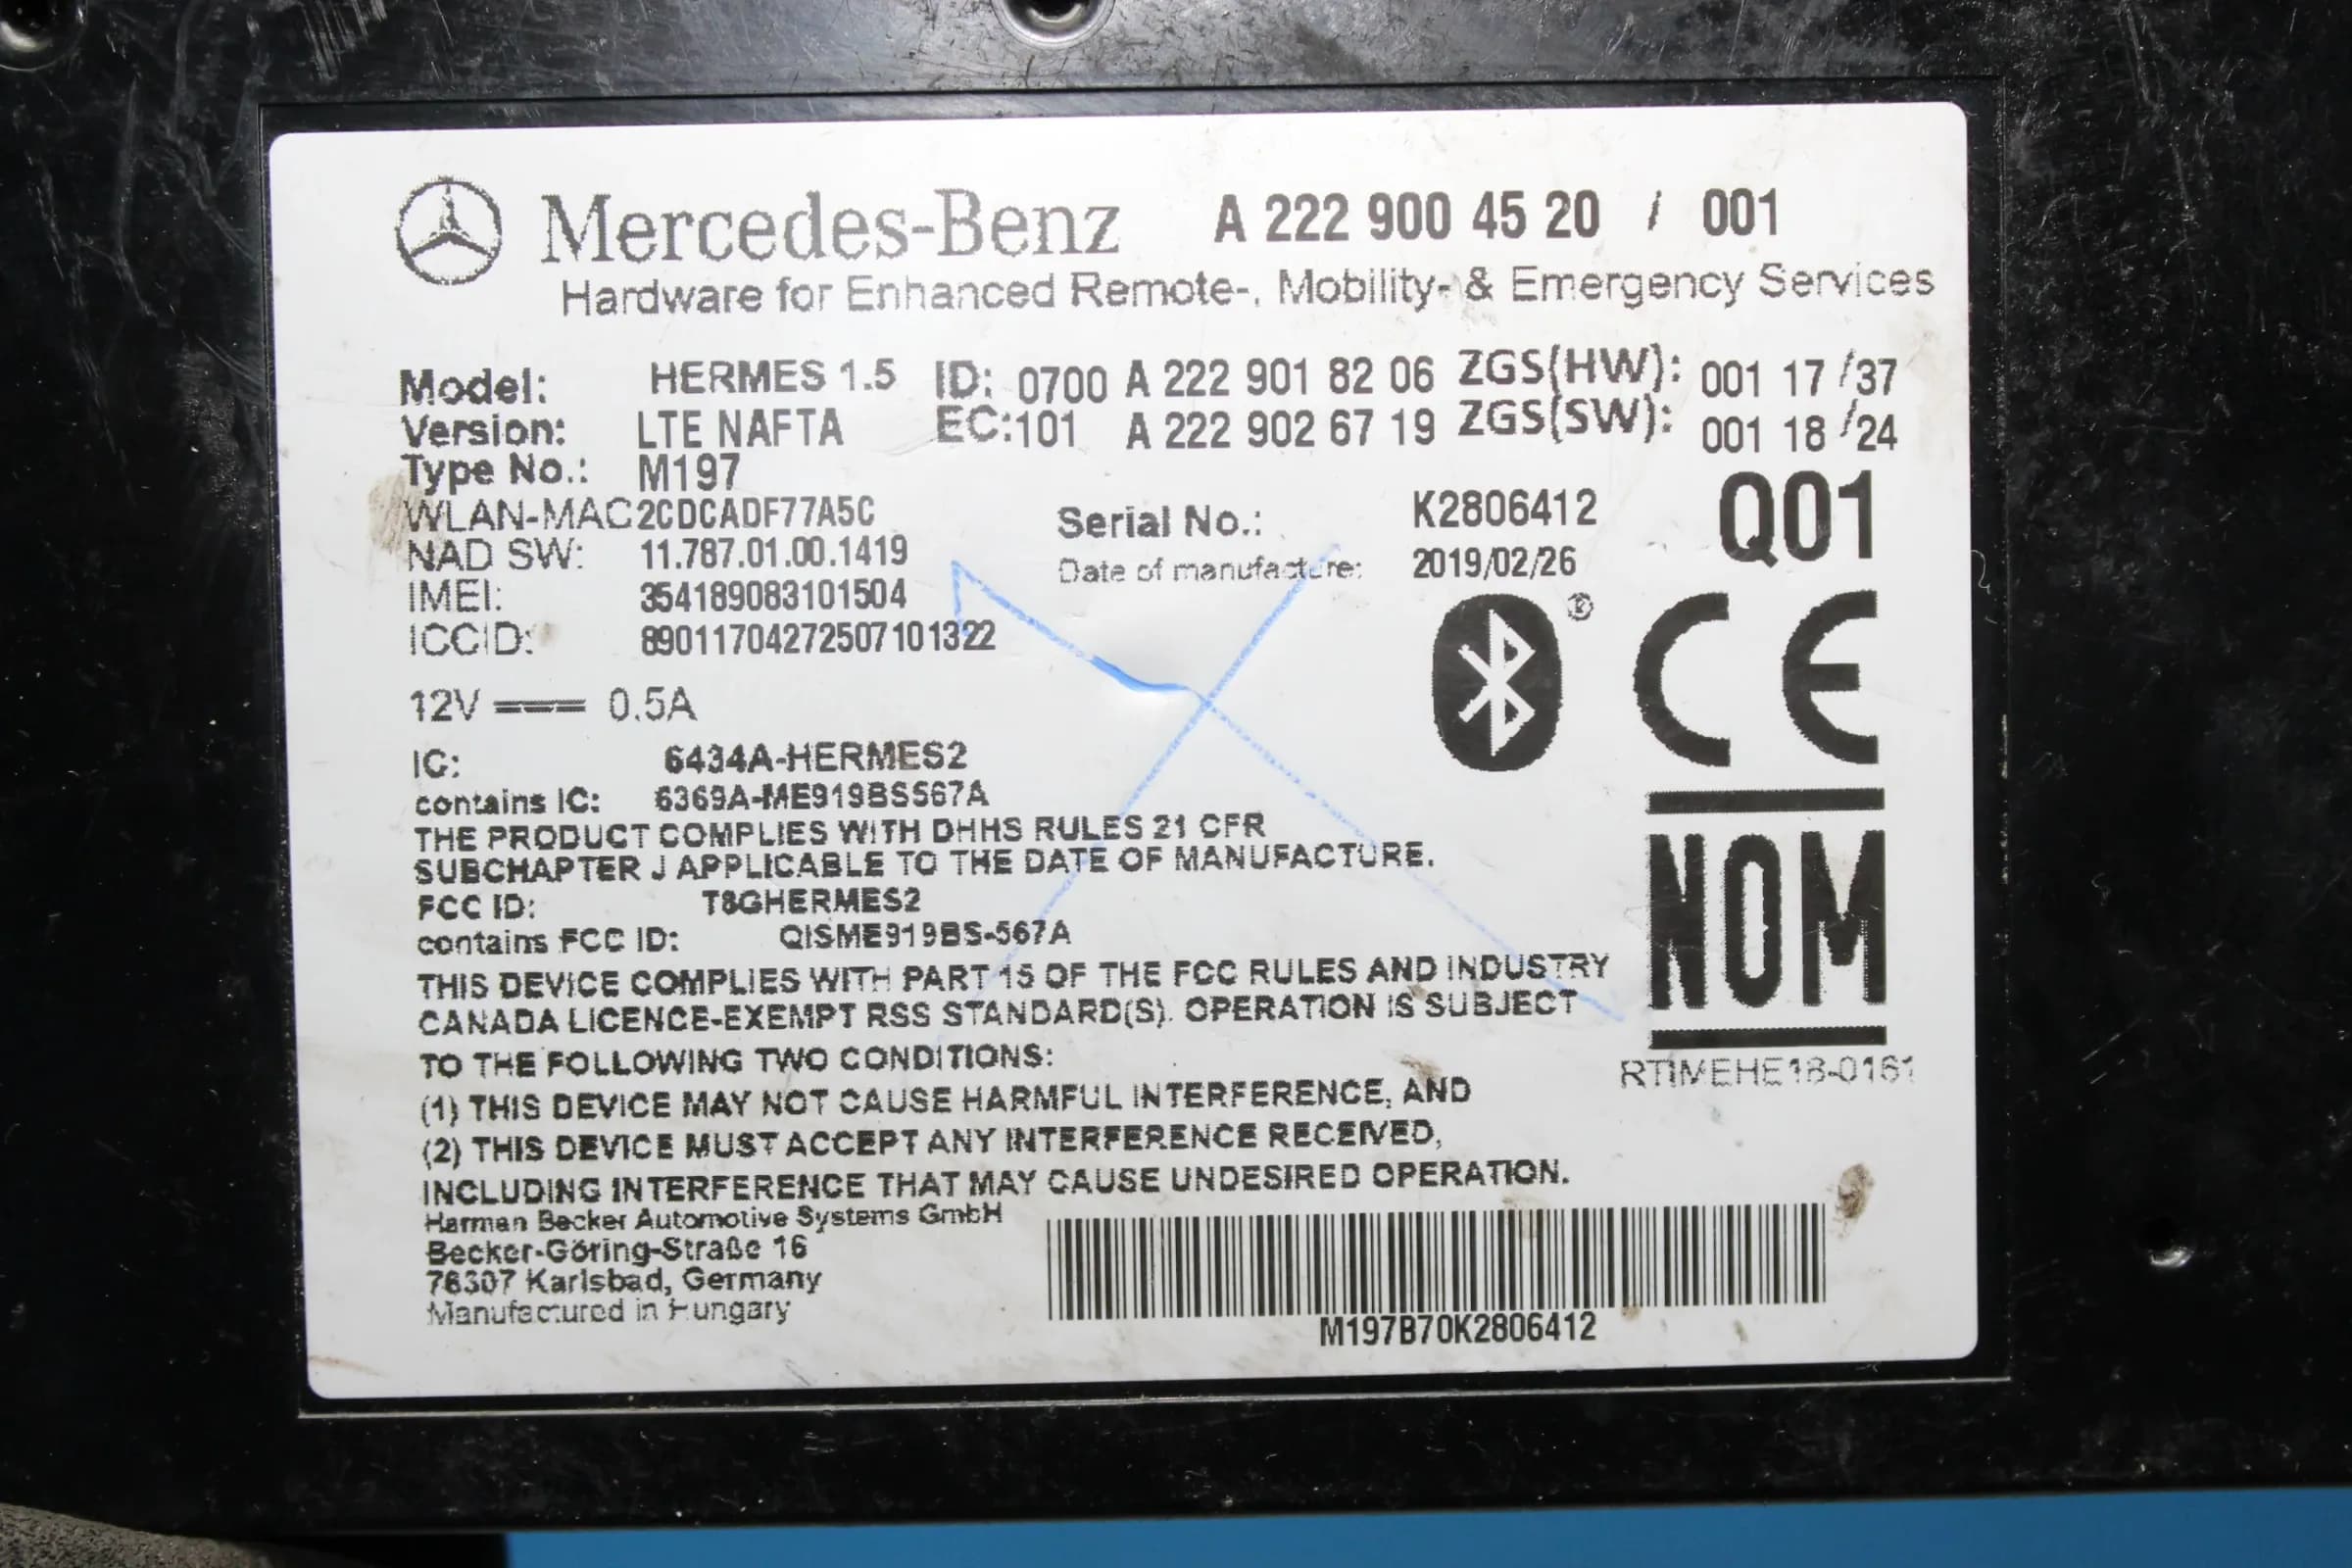 Mercedes-Benz A 222 900 45 20 / 001
Hardware for Enhanced Remote-, Mobility- & Emergency Services
Model: HERMES 1.5 ID: 0700 A 222 901 82 06 ZGS(HW): 001 17/37
Version: LTE NAFTA EC:101 A 222 902 67 19 ZGS(SW): 001 18/24
Type No.: M197 Q01
WLAN-MAC 2CDCADF77A5C Serial No.: K2806412
NAD SW: 11.787.01.00.1419 Date of manufacture: 2019/02/26
IMEI: 354189083101504
ICCID: 89011704272507101322
12V 0.5A
CE
IC: 6434A-HERMES2
contains IC: 6369A-ME919BS567A
THE PRODUCT COMPLIES WITH DHHS RULES 21 CFR
SUBCHAPTER J APPLICABLE TO THE DATE OF MANUFACTURE.
FCC ID: T8GHERMES2
contains FCC ID: QISME919BS-567A
NOM
THIS DEVICE COMPLIES WITH PART 15 OF THE FCC RULES AND INDUSTRY
CANADA LICENCE-EXEMPT RSS STANDARD(S). OPERATION IS SUBJECT
TO THE FOLLOWING TWO CONDITIONS:
RTIMEHE18-0161
(1) THIS DEVICE MAY NOT CAUSE HARMFUL INTERFERENCE, AND
(2) THIS DEVICE MUST ACCEPT ANY INTERFERENCE RECEIVED,
INCLUDING INTERFERENCE THAT MAY CAUSE UNDESIRED OPERATION.
Harman Becker Automotive Systems GmbH
Becker-Göring-Straße 16
76307 Karlsbad, Germany
Manufactured in Hungary
M197B70K2806412